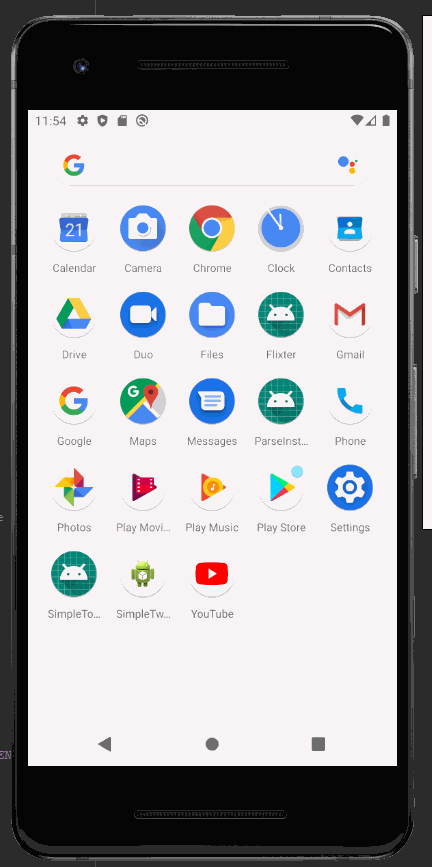 11:54
G
21
Calendar Camera Chrome Clock Contacts
Drive Duo Files Flixter Gmail
G G
Google Maps Messages ParseInst... Phone
Photos Play Movi... Play Music Play Store Settings
SimpleTo... SimpleTw... YouTube
EN